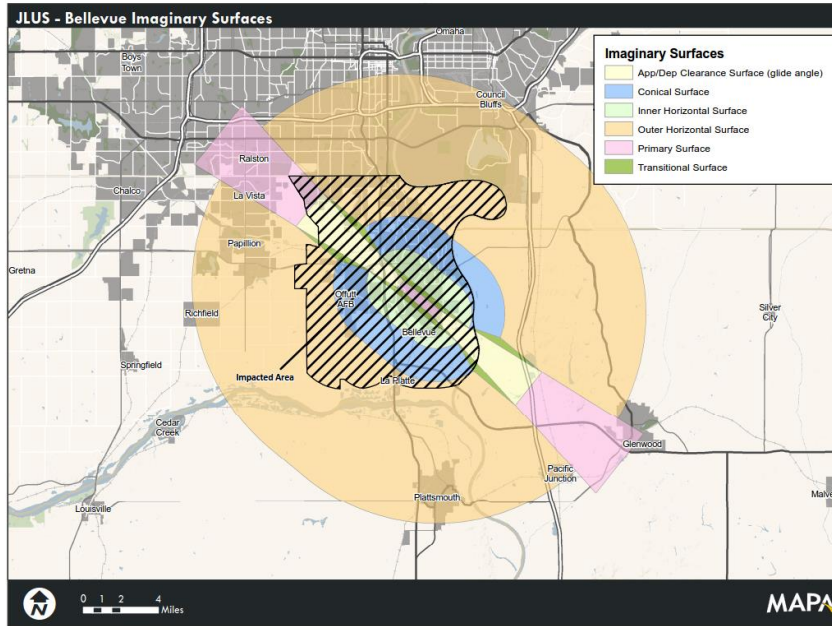 JLUS - Bellevue Imaginary Surfaces
Imaginary Surfaces
App/Dep Clearance Surface (glide angle)
Conical Surface
Inner Horizontal Surface
Outer Horizontal Surface
Primary Surface
Transitional Surface
Omaha
Boys
Town
Council
Bluffs
Ralston
Chalco
La Vista
Papillion
Gretna
Offutt
AFB
Silver
City
Richfield
Bellevue
Springfield
Impacted Area
La Platte
Cedar
Creek
Glenwood
Pacific
Junction
Plattsmouth
Malve
Louisville
N
0 1 2 4
Miles
MAPA